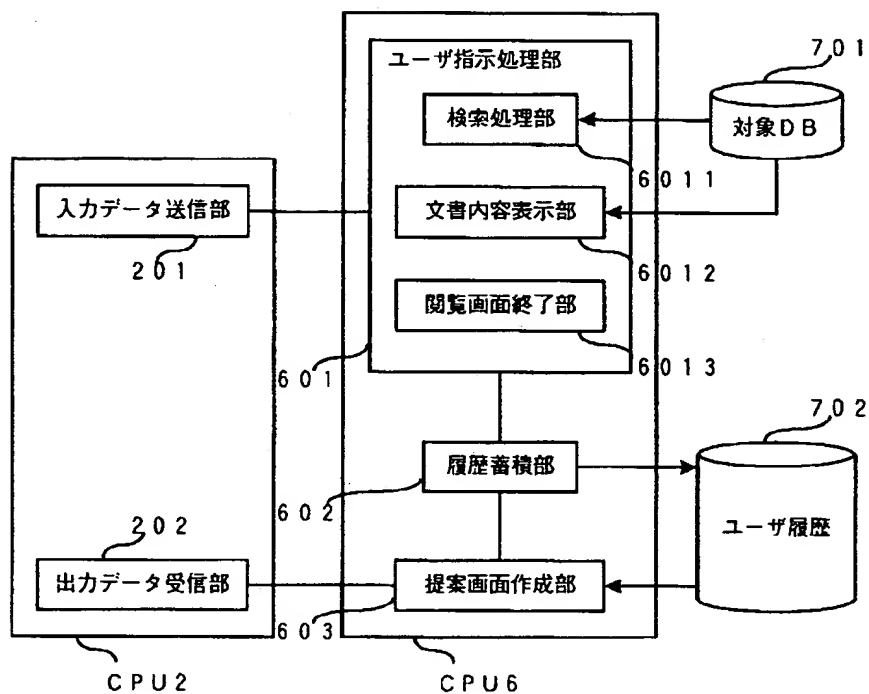 ユーザ指示処理部
701
検索処理部
対象DB
6011
入力データ送信部
文書内容表示部
201
6012
閲覧画面終了部
601
6013
702
履歴蓄積部
602
ユーザ履歴
202
出力データ受信部
提案画面作成部
603
CPU2
CPU6